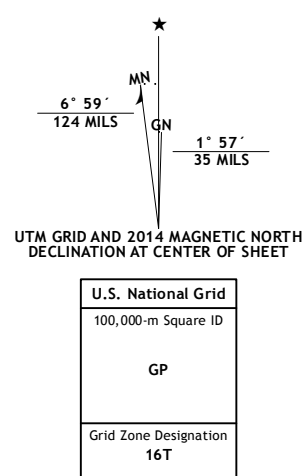 ★
MN
6° 59´
124 MILS
GN
1° 57´
35 MILS
UTM GRID AND 2014 MAGNETIC NORTH
DECLINATION AT CENTER OF SHEET
U.S. National Grid
100,000-m Square ID
GP
Grid Zone Designation
16T